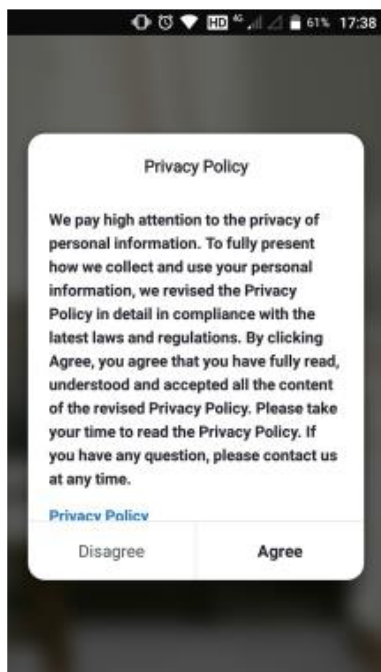 HD 4G 61% 17:38
Privacy Policy
We pay high attention to the privacy of
personal information. To fully present
how we collect and use your personal
information, we revised the Privacy
Policy in detail in compliance with the
latest laws and regulations. By clicking
Agree, you agree that you have fully read,
understood and accepted all the content
of the revised Privacy Policy. Please take
your time to read the Privacy Policy. If
you have any question, please contact us
at any time.
Privacy Policy
Disagree Agree